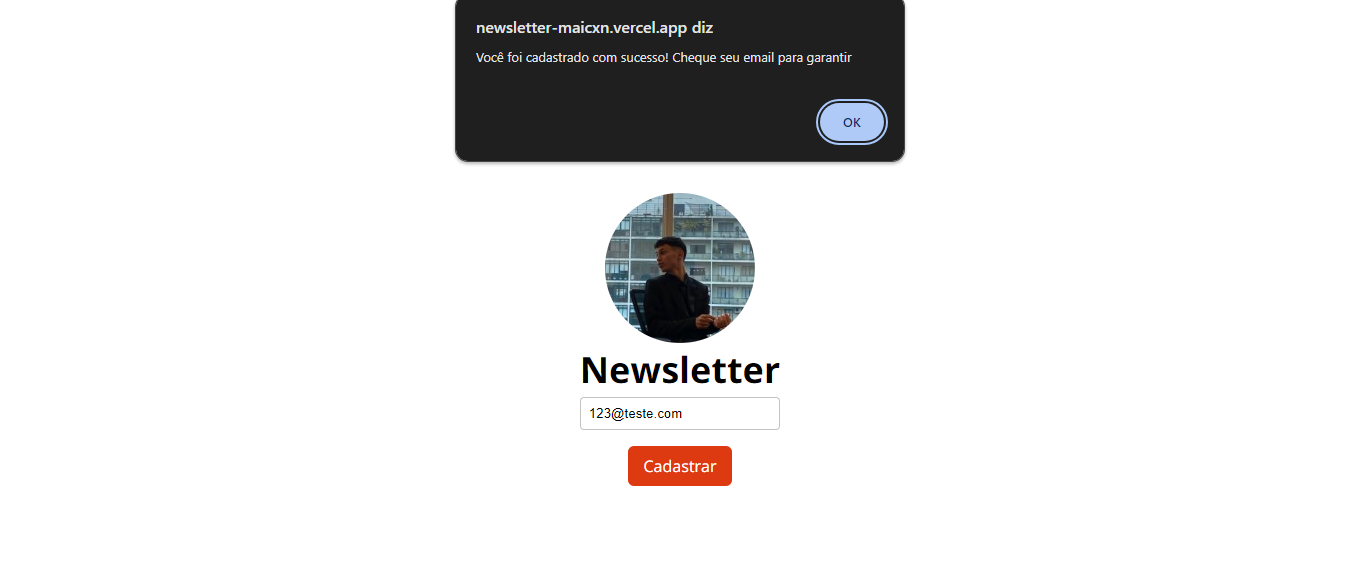 newsletter-maicxn.vercel.app diz
Você foi cadastrado com sucesso! Cheque seu email para garantir
OK
Newsletter
123@teste.com
Cadastrar